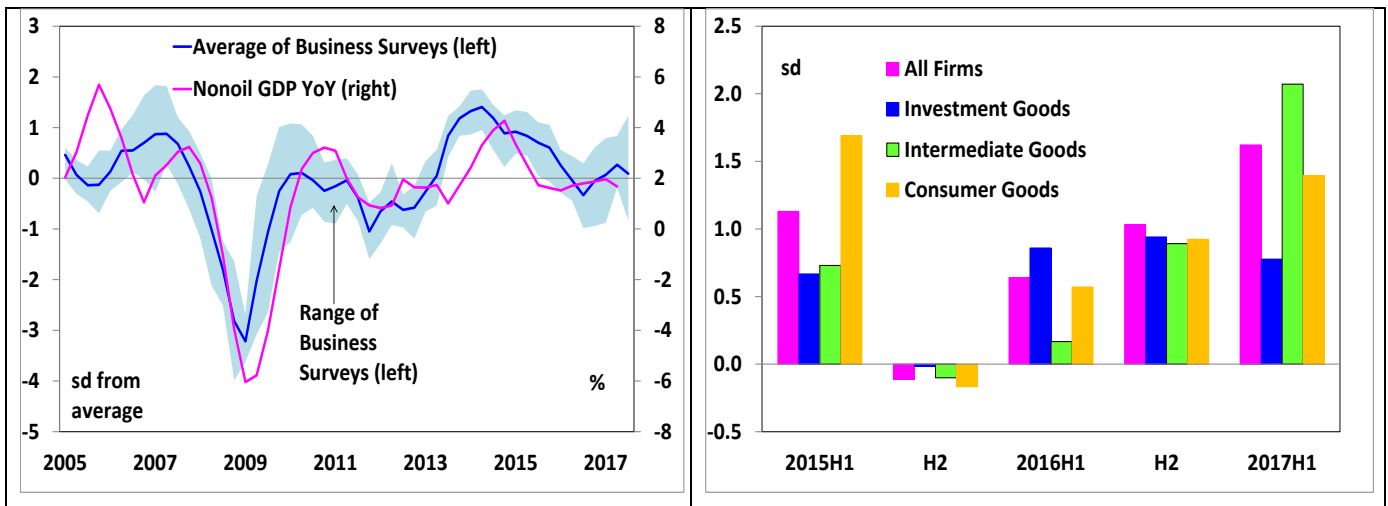 3
2
1
0
-1
-2
-3
-4
-5
8
6
4
2
0
-2
-4
-6
-8
Average of Business Surveys (left)
Nonoil GDP YoY (right)
Range of
Business
Surveys (left)
sd from
average
%
2005 2007 2009 2011 2013 2015 2017
2.5
2.0
1.5
1.0
0.5
0.0
-0.5
sd
All Firms
Investment Goods
Intermediate Goods
Consumer Goods
2015H1 H2 2016H1 H2 2017H1